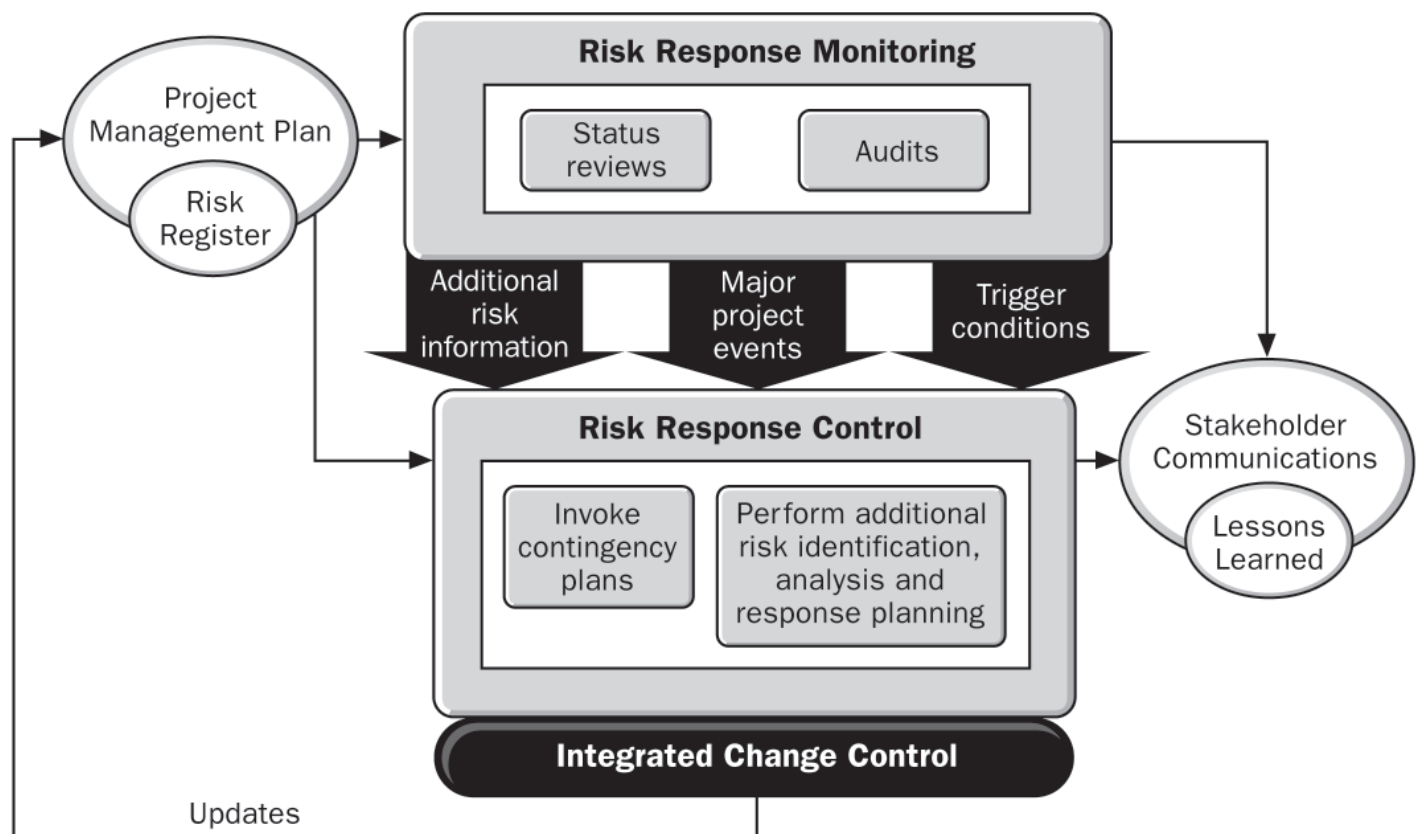 Risk Response Monitoring
Project
Management Plan
Risk
Register
Status
reviews
Audits
Additional
risk
information
Major
project
events
Trigger
conditions
Risk Response Control
Invoke
contingency
plans
Perform additional
risk identification,
analysis and
response planning
Stakeholder
Communications
Lessons
Learned
Integrated Change Control
Updates